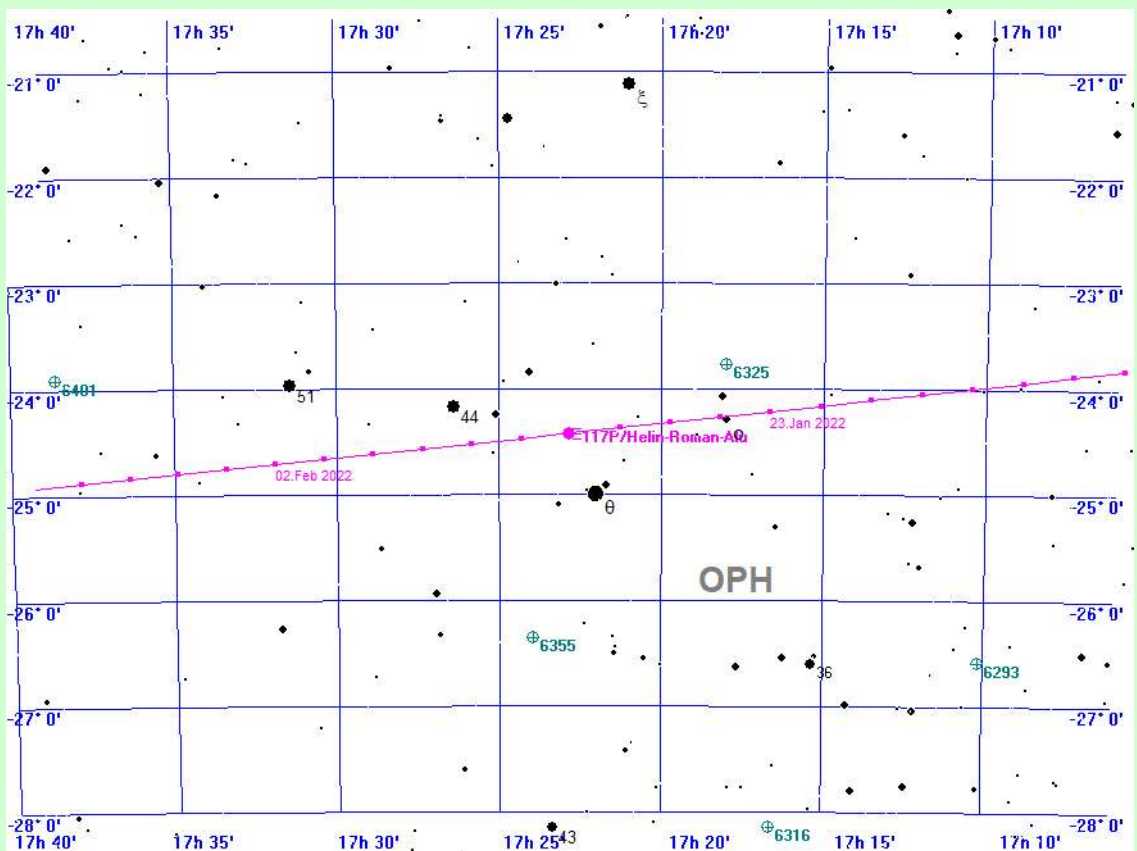 17h 40' 17h 35' 17h 30' 17h 25' 17h 20' 17h 15' 17h 10'
-21° 0' -21° 0'
ξ
-22° 0' -22° 0'
-23° 0' -23° 0'
6325
6401
51
-24° 0' -24° 0'
44
23.Jan 2022
117P/Helin-Roman-Alu
02.Feb 2022
-25° 0' -25° 0'
θ
OPH
-26° 0' -26° 0'
6355
36 6293
-27° 0' -27° 0'
-28° 0' -28° 0'
43 6316
17h 40' 17h 35' 17h 30' 17h 25' 17h 20' 17h 15' 17h 10'